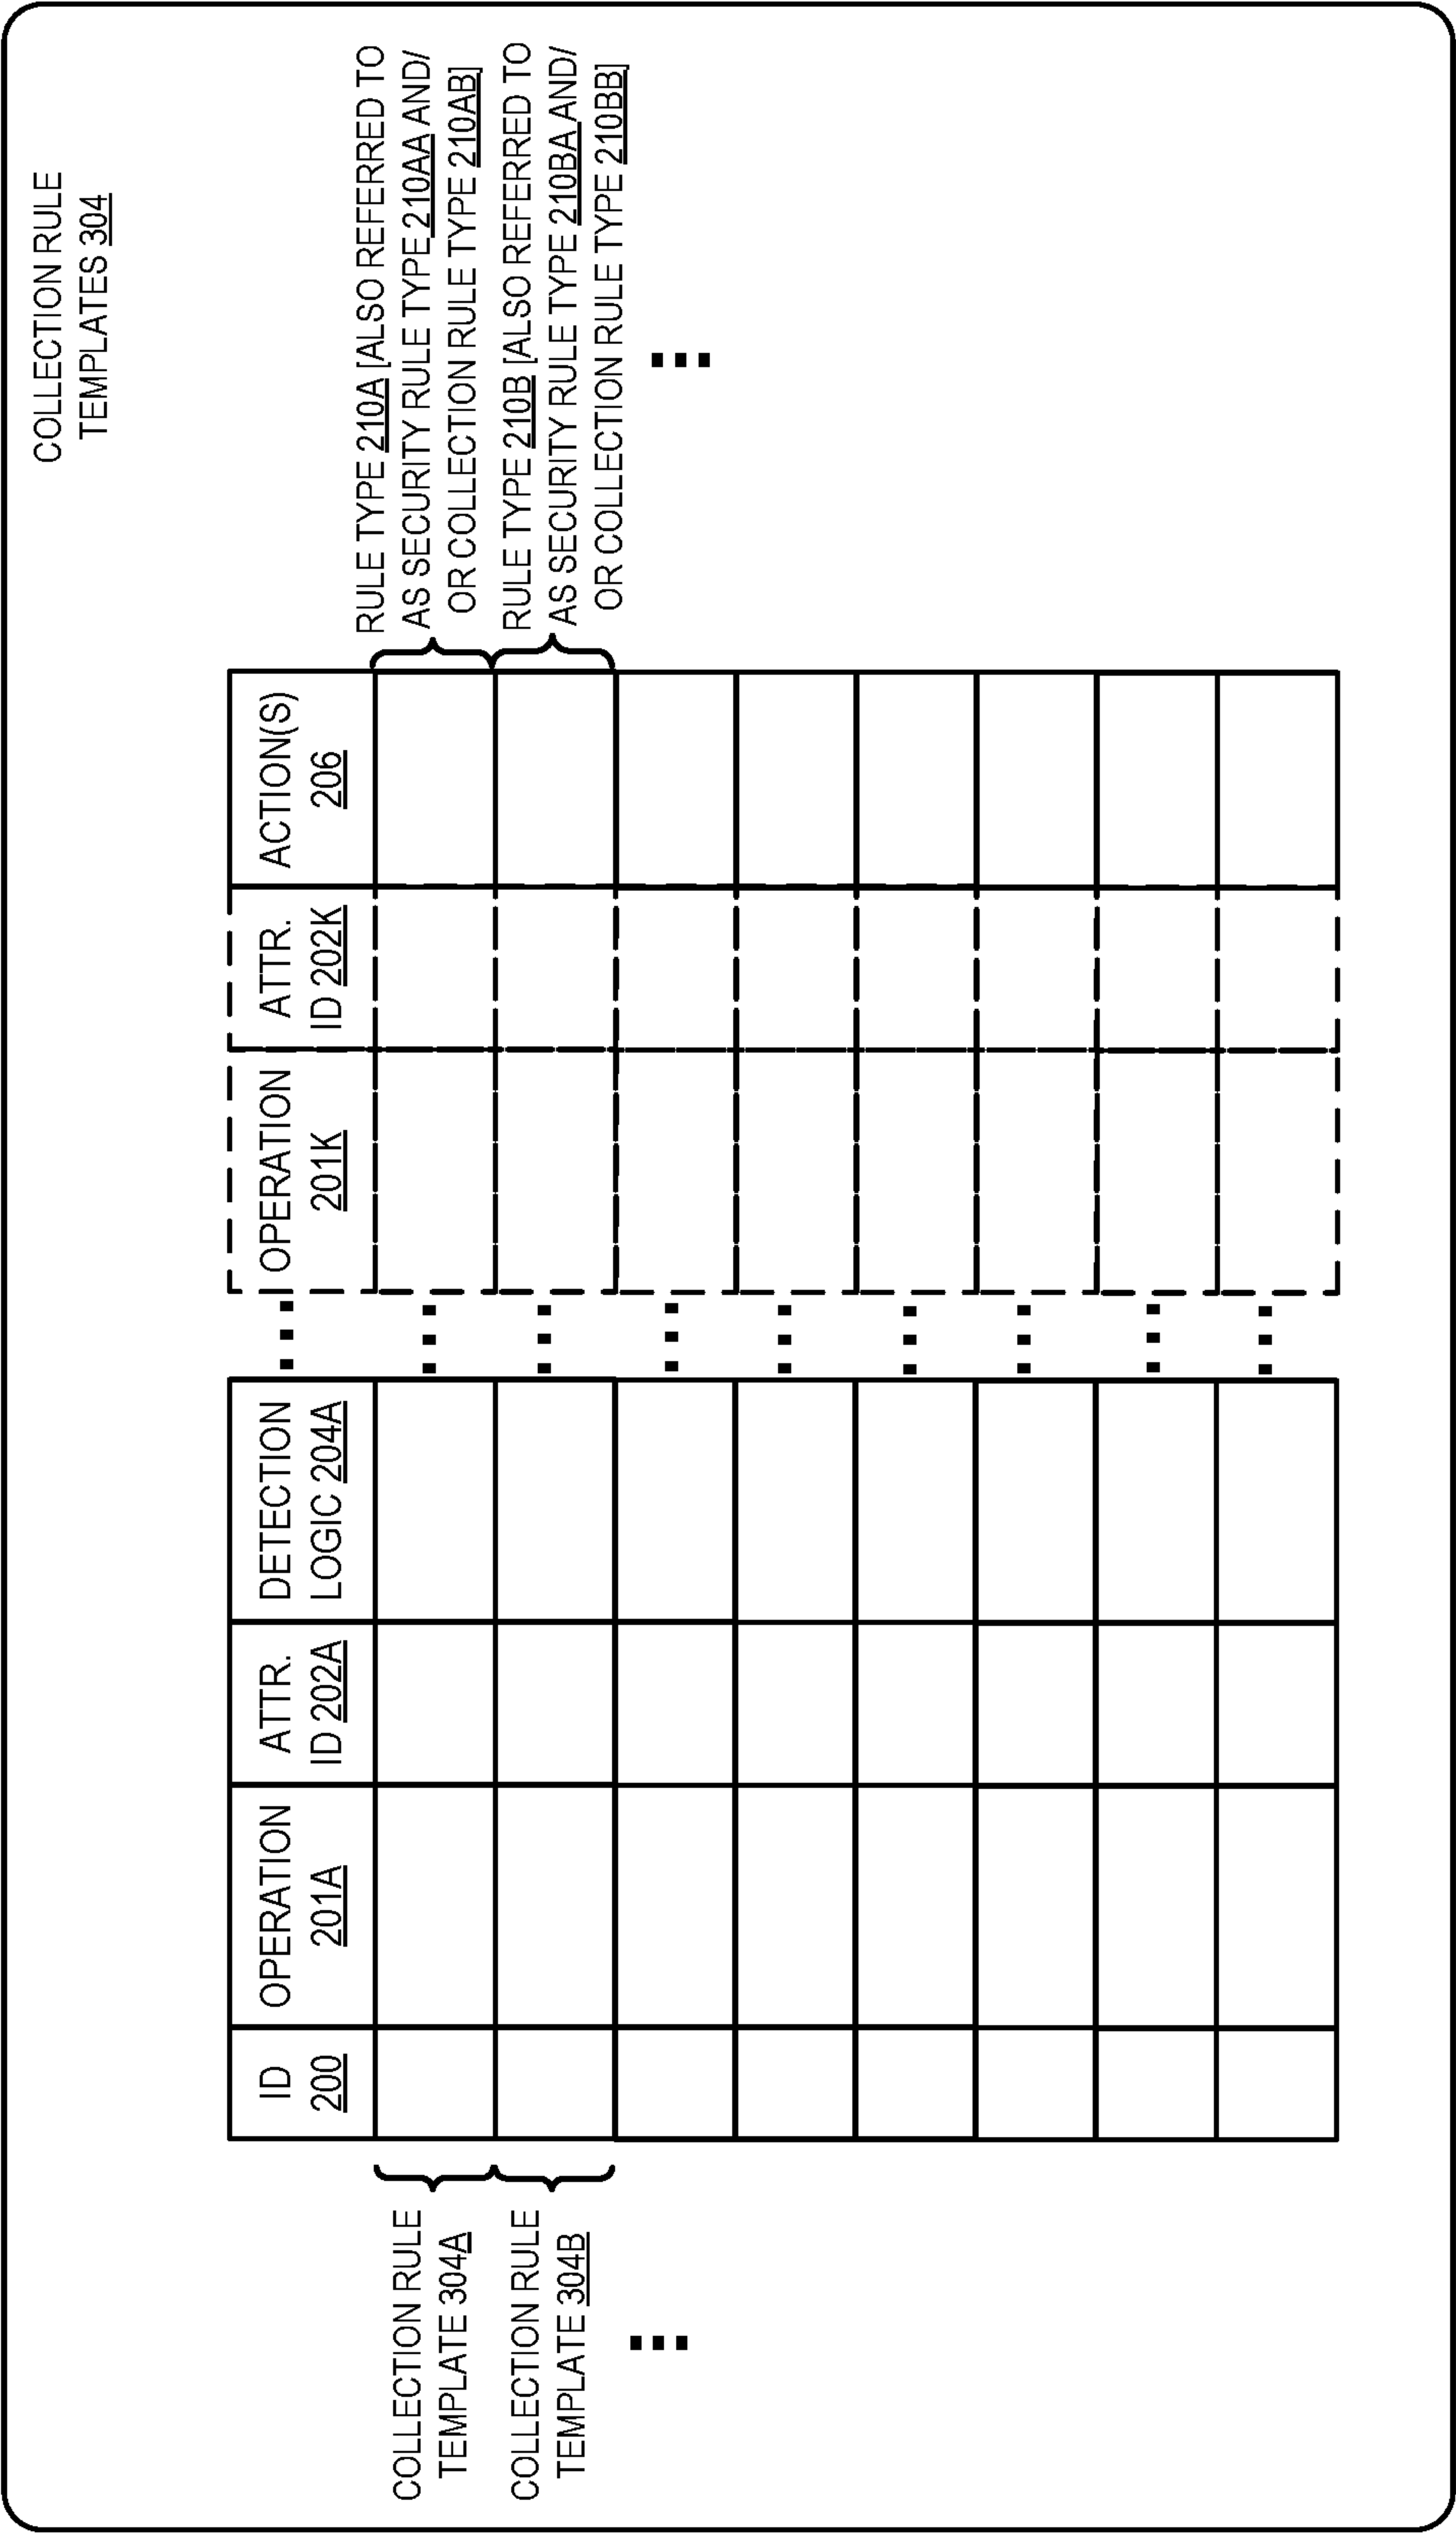 COLLECTION RULE
TEMPLATES 304
ID
200
OPERATION
201A
ATTR.
ID 202A
DETECTION
LOGIC 204A
OPERATION
201K
ATTR.
ID 202K
ACTION(S)
206
COLLECTION RULE
TEMPLATE 304A
COLLECTION RULE
TEMPLATE 304B
RULE TYPE 210A [ALSO REFERRED TO
AS SECURITY RULE TYPE 210AA AND/
OR COLLECTION RULE TYPE 210AB]
RULE TYPE 210B [ALSO REFERRED TO
AS SECURITY RULE TYPE 210BA AND/
OR COLLECTION RULE TYPE 210BB]